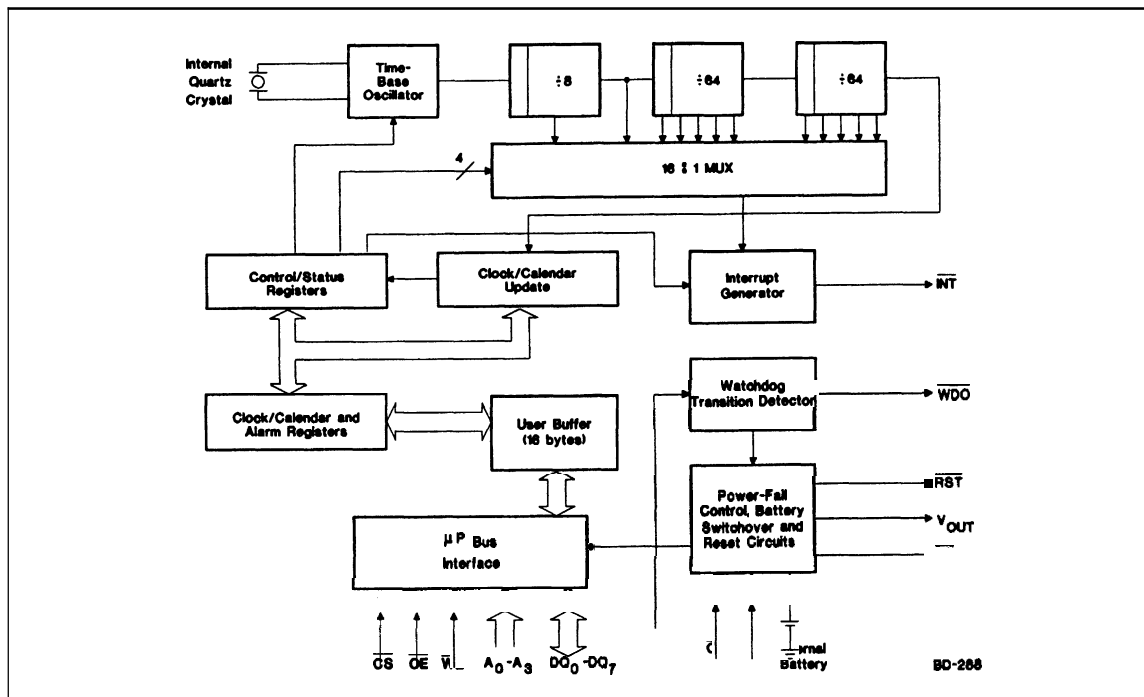 Internal
Quartz
Crystal
Time-
Base
Oscillator
÷8
÷64
÷64
4
16 : 1 MUX
Control/Status
Registers
Clock/Calendar
Update
Interrupt
Generator
INT
Clock/Calendar and
Alarm Registers
User Buffer
(16 bytes)
Watchdog
Transition Detector
WDO
μP Bus
Interface
Power-Fail
Control, Battery
Switchover and
Reset Circuits
RST
VOUT
CS OE A0-A3 DQ0-DQ7
Battery
BD-288